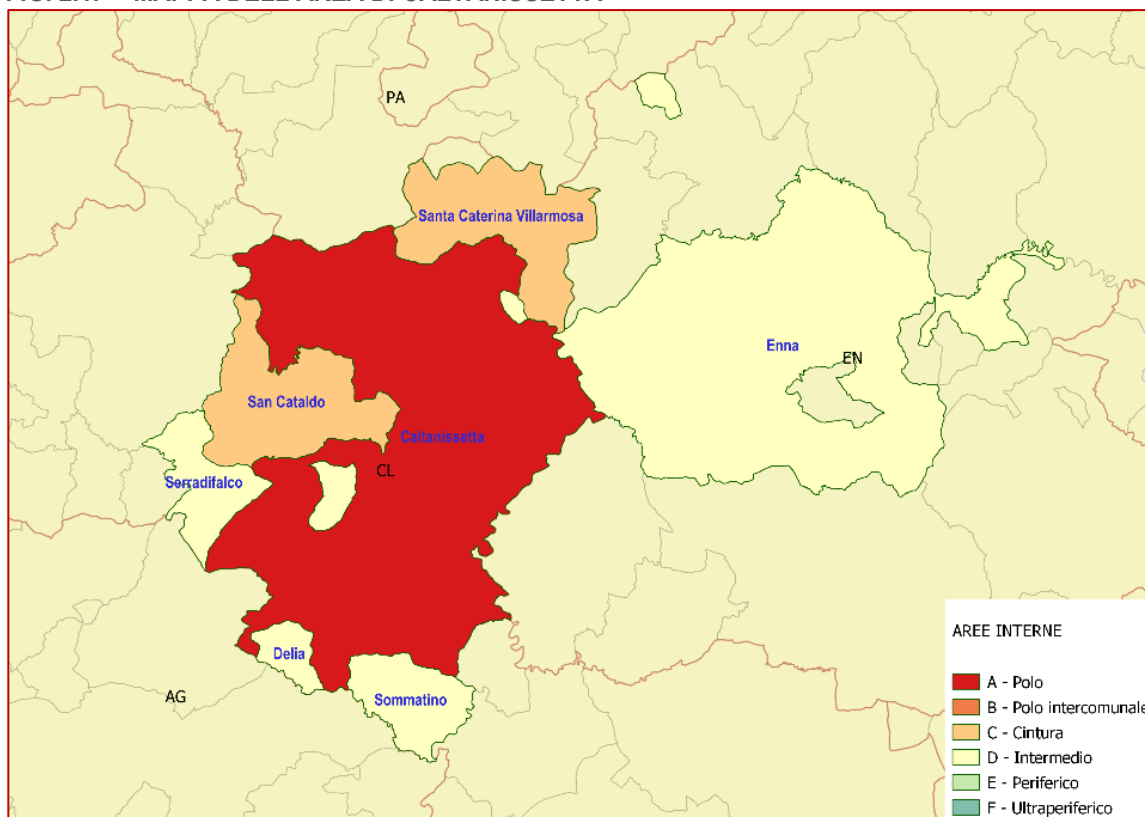 PA
Santa Caterina Villarmosa
Enna
EN
San Cataldo
Caltanissetta
CL
Serradifalco
Delia
AG
Sommatino
AREE INTERNE
A - Polo
B - Polo intercomunale
C - Cintura
D - Intermedio
E - Periferico
F - Ultraperiferico